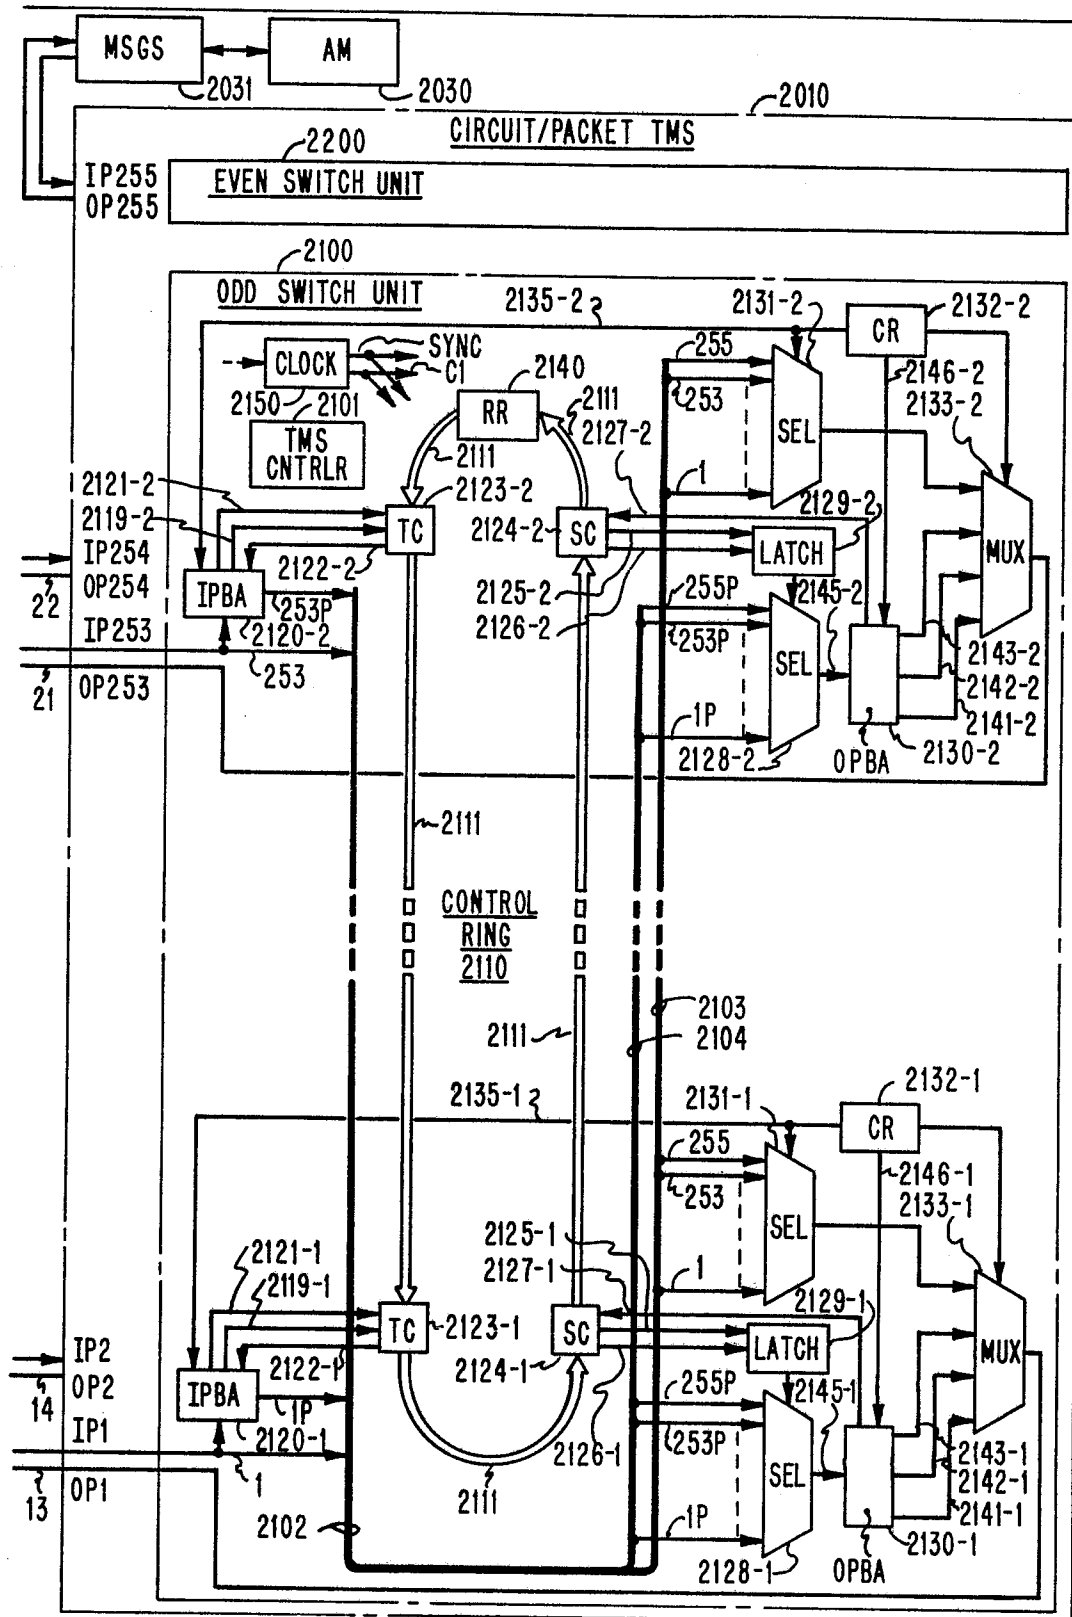 MSGS
AM
2031
2030
2010
CIRCUIT/PACKET TMS
2200
IP255
OP255
EVEN SWITCH UNIT
2100
ODD SWITCH UNIT
2135-2
2131-2
2132-2
CR
CLOCK
SYNC
C1
2150
2101
TMS
CNTRLR
2140
RR
2111
2111
2127-2
255
253
SEL
1
2146-2
2133-2
2121-2
2119-2
2123-2
TC
2124-2
SC
2129-2
LATCH
MUX
IP254
OP254
22
IPBA
2122-2
253P
2120-2
2125-2
2126-2
255P
253P
2145-2
IP253
253
OP253
21
SEL
1P
2128-2
OPBA
2130-2
2143-2
2142-2
2141-2
2111
CONTROL
RING
2110
2103
2104
2111
2135-1
2131-1
2132-1
CR
255
253
SEL
1
2146-1
2133-1
2125-1
2127-1
2121-1
2119-1
TC
2123-1
SC
2124-1
2129-1
LATCH
MUX
IP2
OP2
14
IPBA
2122-1
1P
2120-1
255P
253P
2145-1
2126-1
IP1
1
OP1
13
2111
SEL
2143-1
2142-1
2141-1
2102
1P
2128-1
OPBA
2130-1